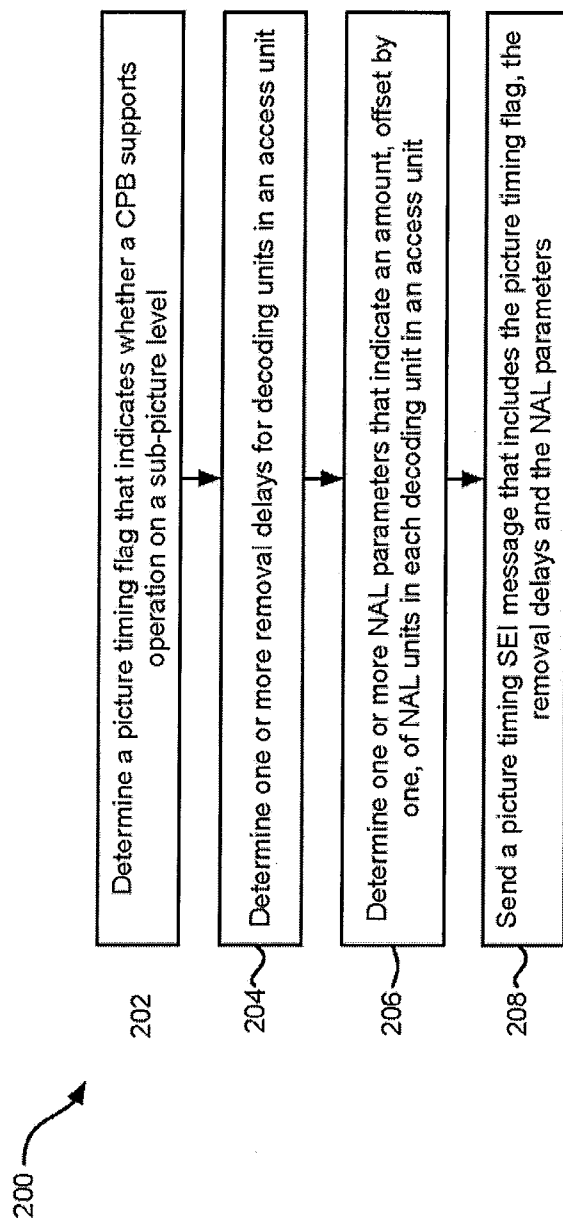 200
202
Determine a picture timing flag that indicates whether a CPB supports
operation on a sub-picture level
204
Determine one or more removal delays for decoding units in an access unit
206
Determine one or more NAL parameters that indicate an amount, offset by
one, of NAL units in each decoding unit in an access unit
208
Send a picture timing SEI message that includes the picture timing flag, the
removal delays and the NAL parameters